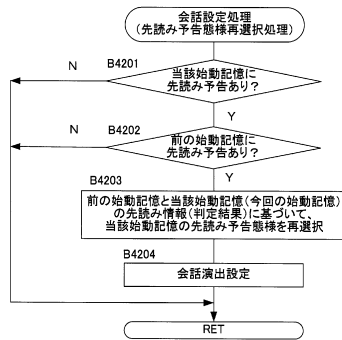 会話設定処理
(先読み予告態様再選択処理)
N
B4201
当該始動記憶に
先読み予告あり？
Y
N
B4202
前の始動記憶に
先読み予告あり？
Y
B4203
前の始動記憶と当該始動記憶(今回の始動記憶)
の先読み情報(判定結果)に基づいて、
当該始動記憶の先読み予告態様を再選択
B4204
会話演出設定
RET